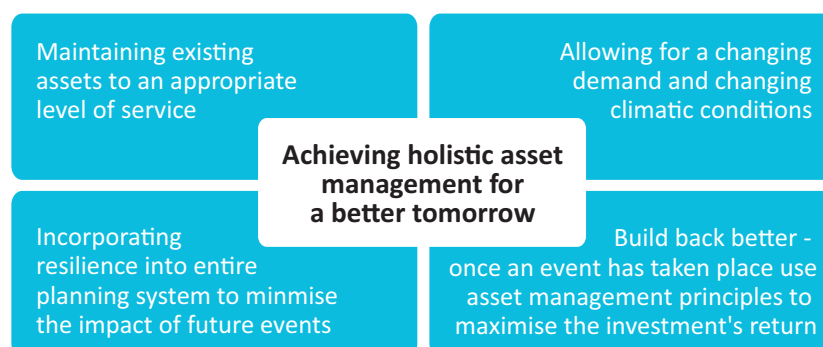 Maintaining existing
assets to an appropriate
level of service
Allowing for a changing
demand and changing
climatic conditions
Achieving holistic asset
management for
a better tomorrow
Incorporating
resilience into entire
planning system to minmise
the impact of future events
Build back better -
once an event has taken place use
asset management principles to
maximise the investment's return